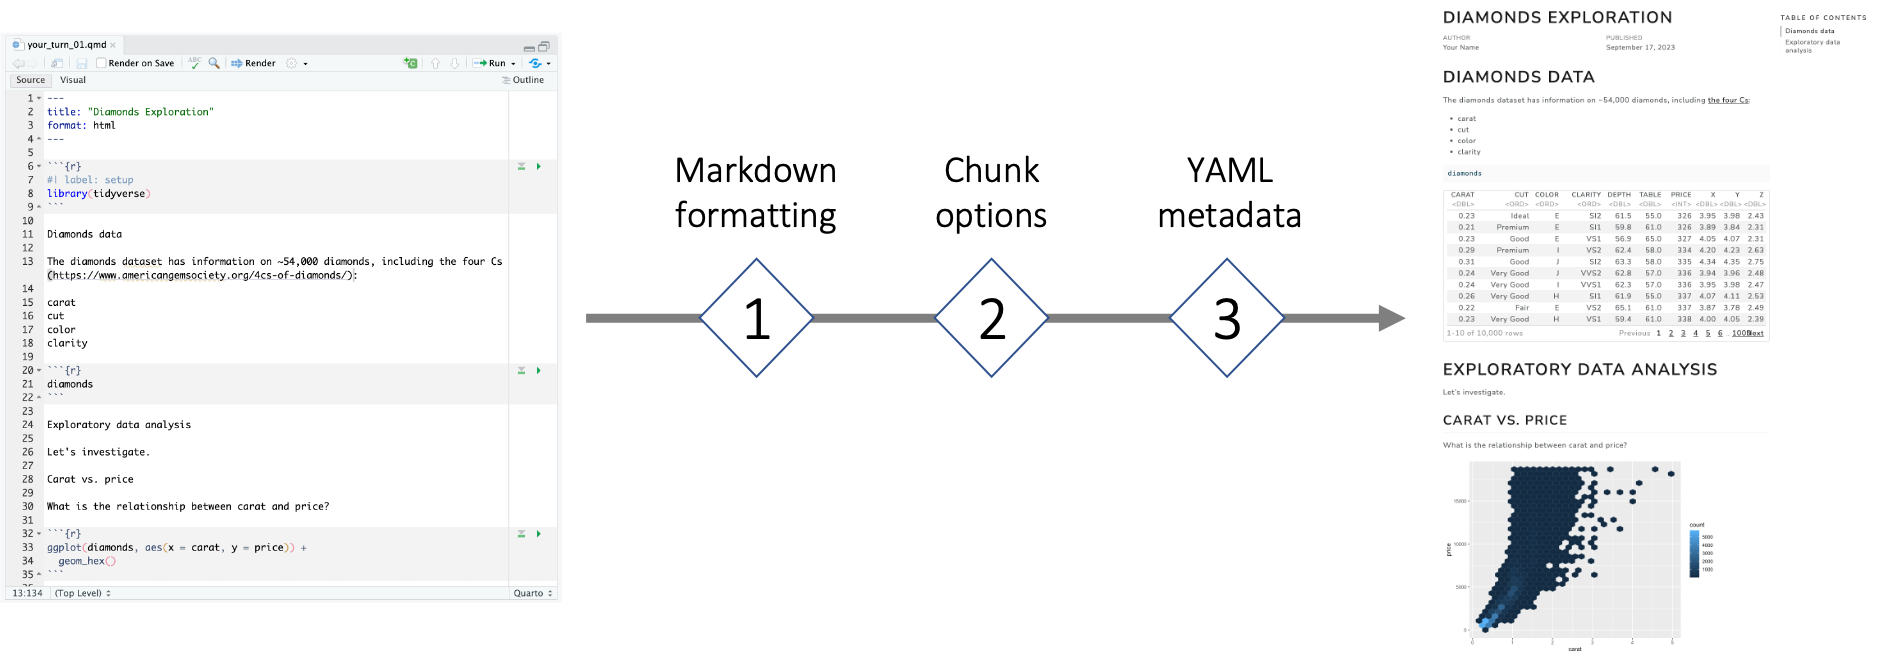 your_turn_01.qmd
Render on Save
ABC
Render
Run
Source
Visual
Outline
1 ---
2 title: "Diamonds Exploration"
3 format: html
4 ---
5
6 ```{r}
7 #| label: setup
8 library(tidyverse)
9 ```
10
11 Diamonds data
12
13 The diamonds dataset has information on ~54,000 diamonds, including the four Cs
(https://www.americangemsociety.org/4cs-of-diamonds/):
14
15 carat
16 cut
17 color
18 clarity
19
20 ```{r}
21 diamonds
22 ```
23
24 Exploratory data analysis
25
26 Let's investigate.
27
28 Carat vs. price
29
30 What is the relationship between carat and price?
31
32 ```{r}
33 ggplot(diamonds, aes(x = carat, y = price)) +
34 geom_hex()
35 ```
13:134
(Top Level)
Quarto
Markdown
formatting
Chunk
options
YAML
metadata
1
2
3
DIAMONDS EXPLORATION
AUTHOR
Your Name
PUBLISHED
September 17, 2023
TABLE OF CONTENTS
Diamonds data
Exploratory data
analysis
DIAMONDS DATA
The diamonds dataset has information on ~54,000 diamonds, including the four Cs:
• carat
• cut
• color
• clarity
diamonds
CARAT CUT COLOR CLARITY DEPTH TABLE PRICE X Y Z
<DBL> <ORD> <ORD> <ORD> <DBL> <DBL> <INT> <DBL> <DBL> <DBL>
0.23 Ideal E SI2 61.5 55.0 326 3.95 3.98 2.43
0.21 Premium E SI1 59.8 61.0 326 3.89 3.84 2.31
0.23 Good E VS1 56.9 65.0 327 4.05 4.07 2.31
0.29 Premium I VS2 62.4 58.0 334 4.20 4.23 2.63
0.31 Good J SI2 63.3 58.0 335 4.34 4.35 2.75
0.24 Very Good J VVS2 62.8 57.0 336 3.94 3.96 2.48
0.24 Very Good I VVS1 62.3 57.0 336 3.95 3.98 2.47
0.26 Very Good H SI1 61.9 55.0 337 4.07 4.11 2.53
0.22 Fair E VS2 65.1 61.0 337 3.87 3.78 2.49
0.23 Very Good H VS1 59.4 61.0 338 4.00 4.05 2.39
1-10 of 10,000 rows
Previous 1 2 3 4 5 6 ... Next
EXPLORATORY DATA ANALYSIS
Let's investigate.
CARAT VS. PRICE
What is the relationship between carat and price?
15000
10000
5000
0
price
0 1 2 3 4 5
carat
count
5000
4000
3000
2000
1000